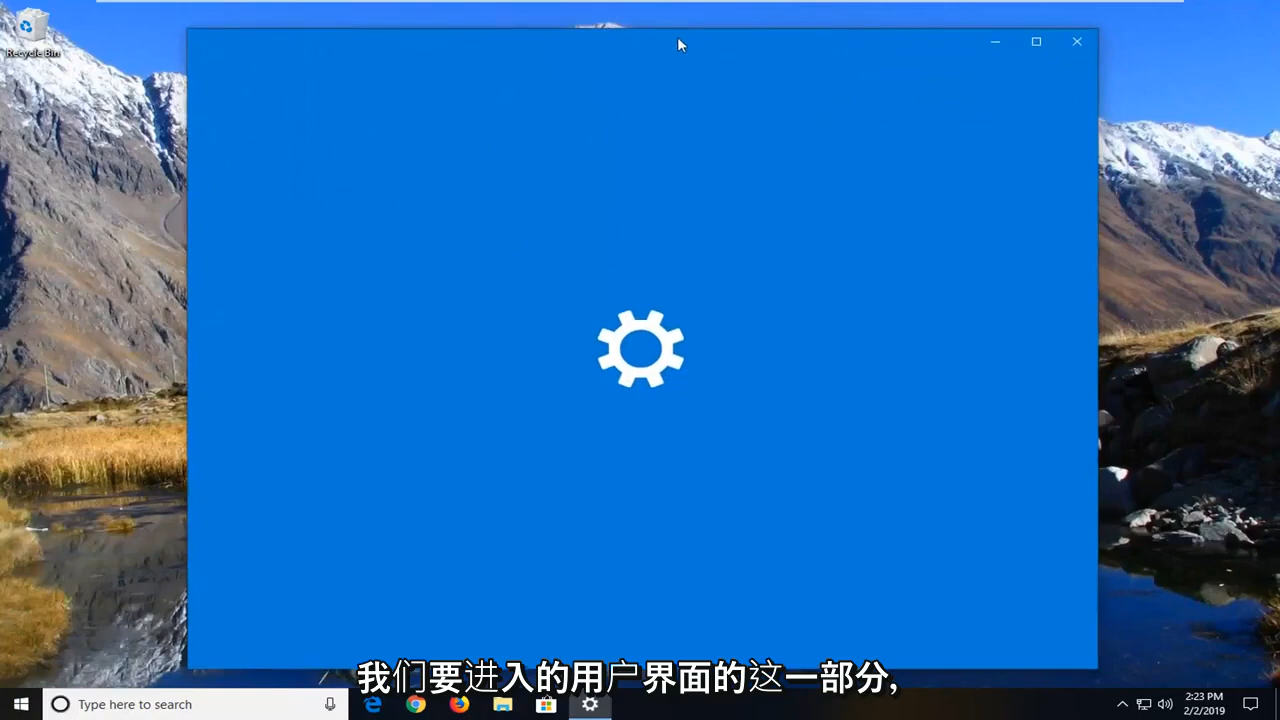 Recycle Bin
我们要进入的用户界面的这一部分,
Type here to search
2:23 PM
2/2/2019